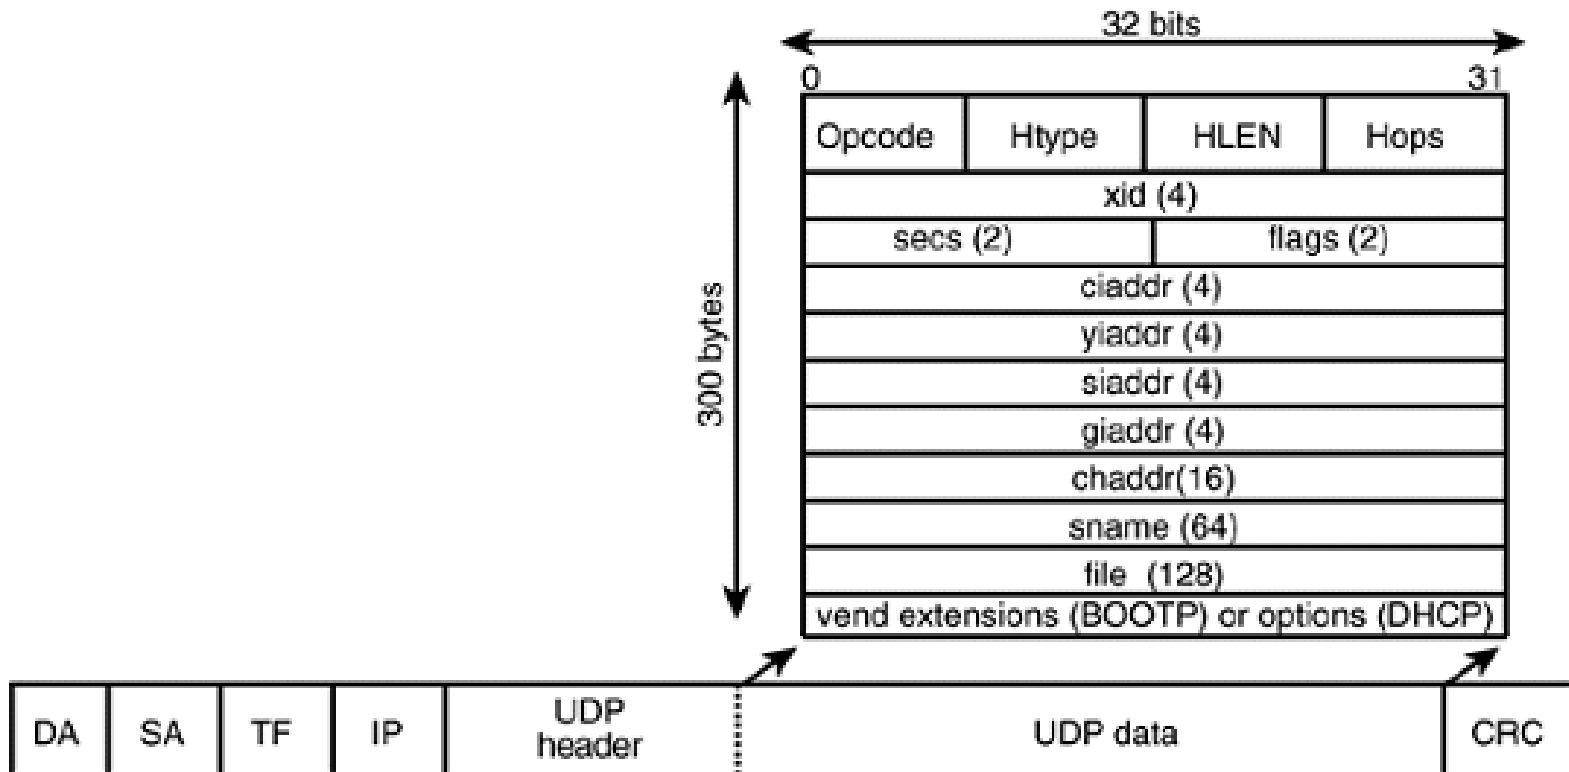 32 bits
0 31
Opcode Htype HLEN Hops
xid (4)
secs (2) flags (2)
ciaddr (4)
yiaddr (4)
siaddr (4)
giaddr (4)
chaddr(16)
sname (64)
file (128)
vend extensions (BOOTP) or options (DHCP)
300 bytes
DA SA TF IP UDP header UDP data CRC